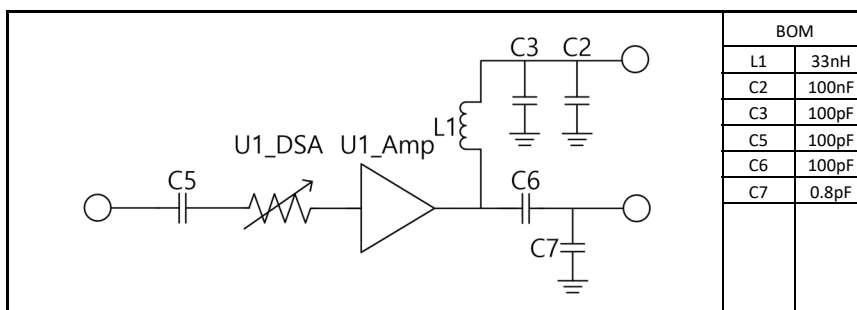 C3 C2
L1
U1_DSA U1_Amp
C5
C6
C7
BOM
L1 33nH
C2 100nF
C3 100pF
C5 100pF
C6 100pF
C7 0.8pF